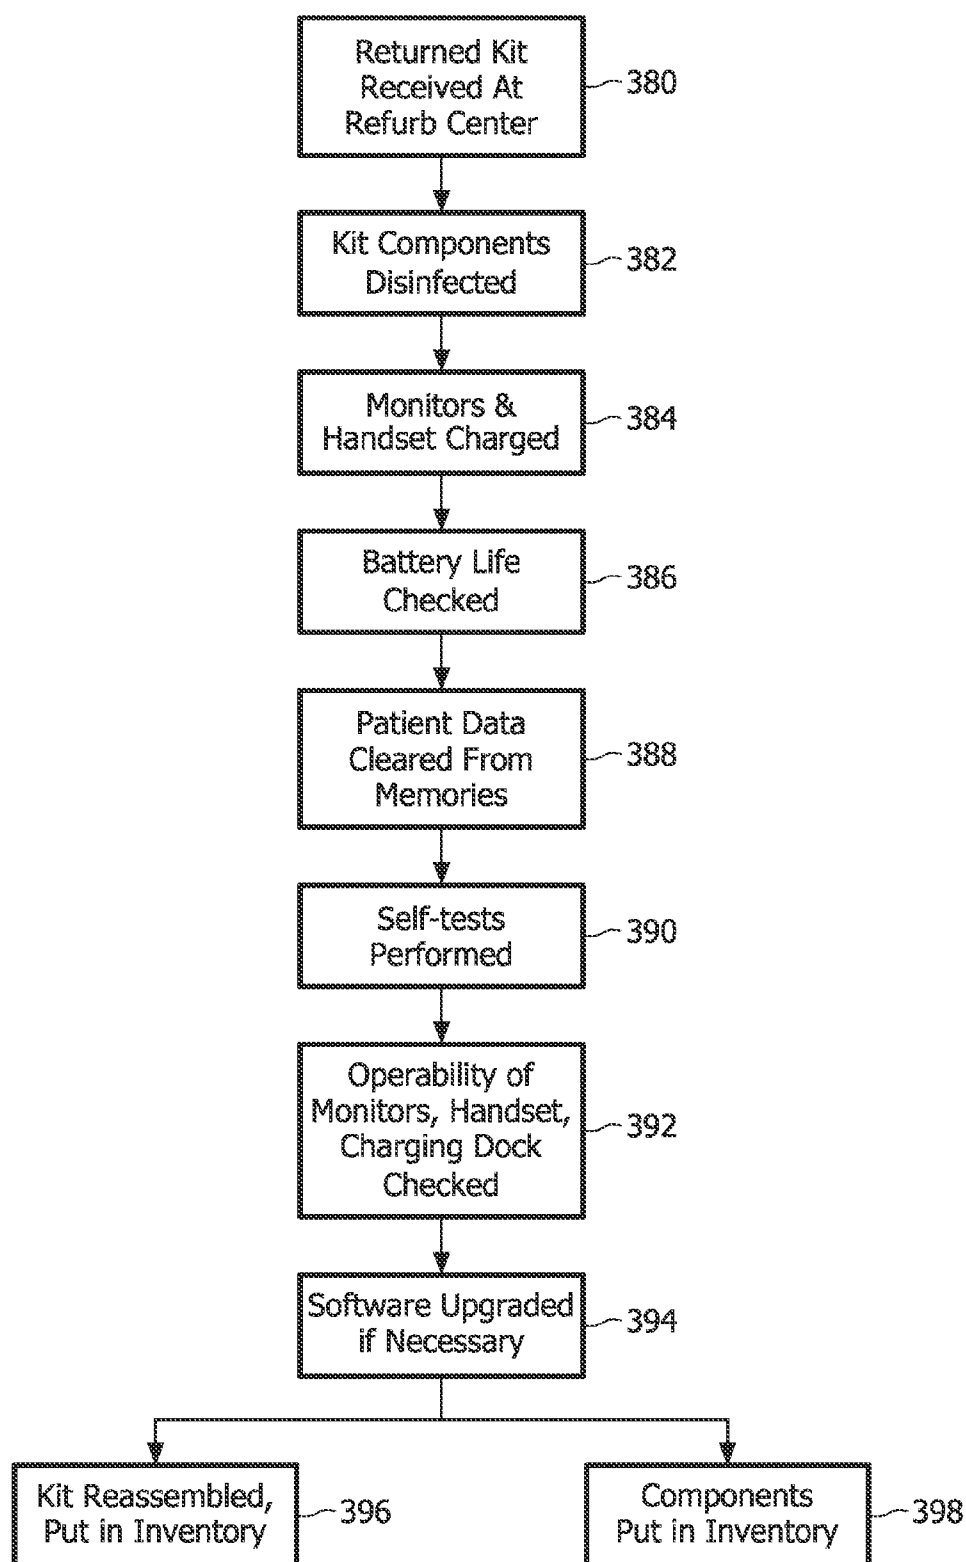 Returned Kit
Received At
Refurb Center
380
Kit Components
Disinfected
382
Monitors &
Handset Charged
384
Battery Life
Checked
386
Patient Data
Cleared From
Memories
388
Self-tests
Performed
390
Operability of
Monitors, Handset,
Charging Dock
Checked
392
Software Upgraded
if Necessary
394
Kit Reassembled,
Put in Inventory
396
Components
Put in Inventory
398